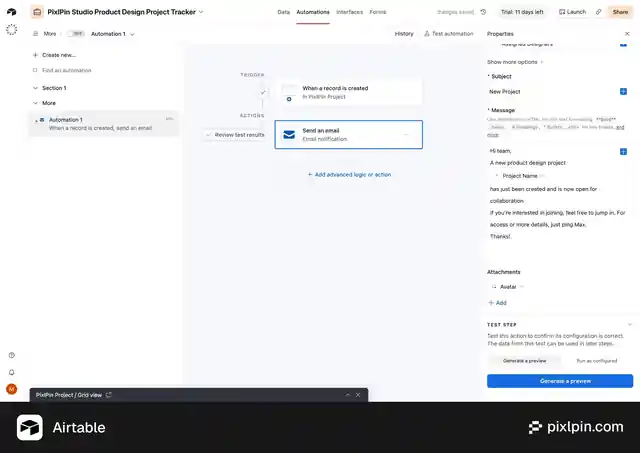 PixlPin Studio Product Design Project Tracker
Data Automations Interfaces Forms
Trial: 11 days left
Launch
Share
More
OFF
Automation 1
History
Test automation
Properties
Create new...
Find an automation
Section 1
More
Automation 1
When a record is created, send an email
TRIGGER
When a record is created
In PixlPin Project
ACTIONS
Review test results
Send an email
Email notification
+ Add advanced logic or action
Assigned Designers
Show more options
* Subject
New Project
* Message
more
Hi team,
A new product design project
Project Name
has just been created and is now open for
collaboration
If you're interested in joining, feel free to jump in. For
access or more details, just ping Max.
Thanks!
Attachments
Avatar
+ Add
TEST STEP
Test this action to confirm its configuration is correct.
The data from this test can be used in later steps.
Generate a preview
Run as configured
Generate a preview
M
PixlPin Project / Grid view
Airtable
pixlpin.com